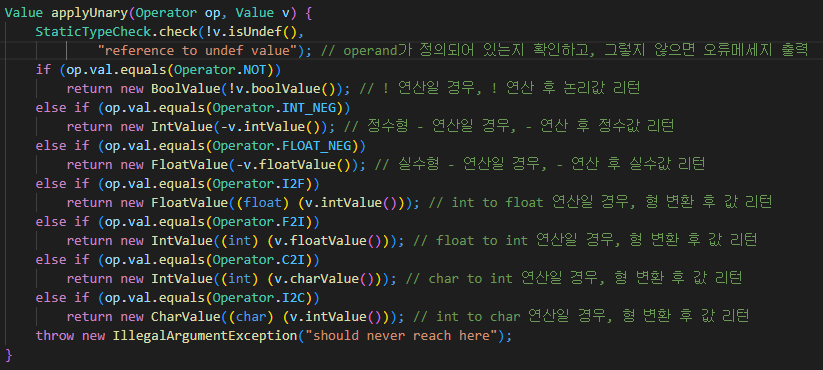 Value applyUnary(Operator op, Value v) {
    StaticTypeCheck.check(!v.isUndef(),
            "reference to undef value"); // operand가 정의되어 있는지 확인하고, 그렇지 않으면 오류메세지 출력
    if (op.val.equals(Operator.NOT))
        return new BoolValue(!v.boolValue()); // ! 연산일 경우, ! 연산 후 논리값 리턴
    else if (op.val.equals(Operator.INT_NEG))
        return new IntValue(-v.intValue()); // 정수형 - 연산일 경우, - 연산 후 정수값 리턴
    else if (op.val.equals(Operator.FLOAT_NEG))
        return new FloatValue(-v.floatValue()); // 실수형 - 연산일 경우, - 연산 후 실수값 리턴
    else if (op.val.equals(Operator.I2F))
        return new FloatValue((float) (v.intValue())); // int to float 연산일 경우, 형 변환 후 값 리턴
    else if (op.val.equals(Operator.F2I))
        return new IntValue((int) (v.floatValue())); // float to int 연산일 경우, 형 변환 후 값 리턴
    else if (op.val.equals(Operator.C2I))
        return new IntValue((int) (v.charValue())); // char to int 연산일 경우, 형 변환 후 값 리턴
    else if (op.val.equals(Operator.I2C))
        return new CharValue((char) (v.intValue())); // int to char 연산일 경우, 형 변환 후 값 리턴
    throw new IllegalArgumentException("should never reach here");
}